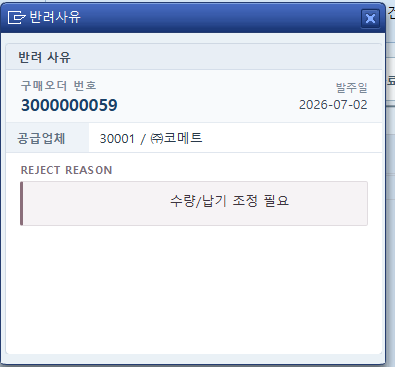 반려사유
반려 사유
구매오더 번호
발주일
3000000059
2026-07-02
공급업체
30001 / ㈜코메트
REJECT REASON
수량/납기 조정 필요